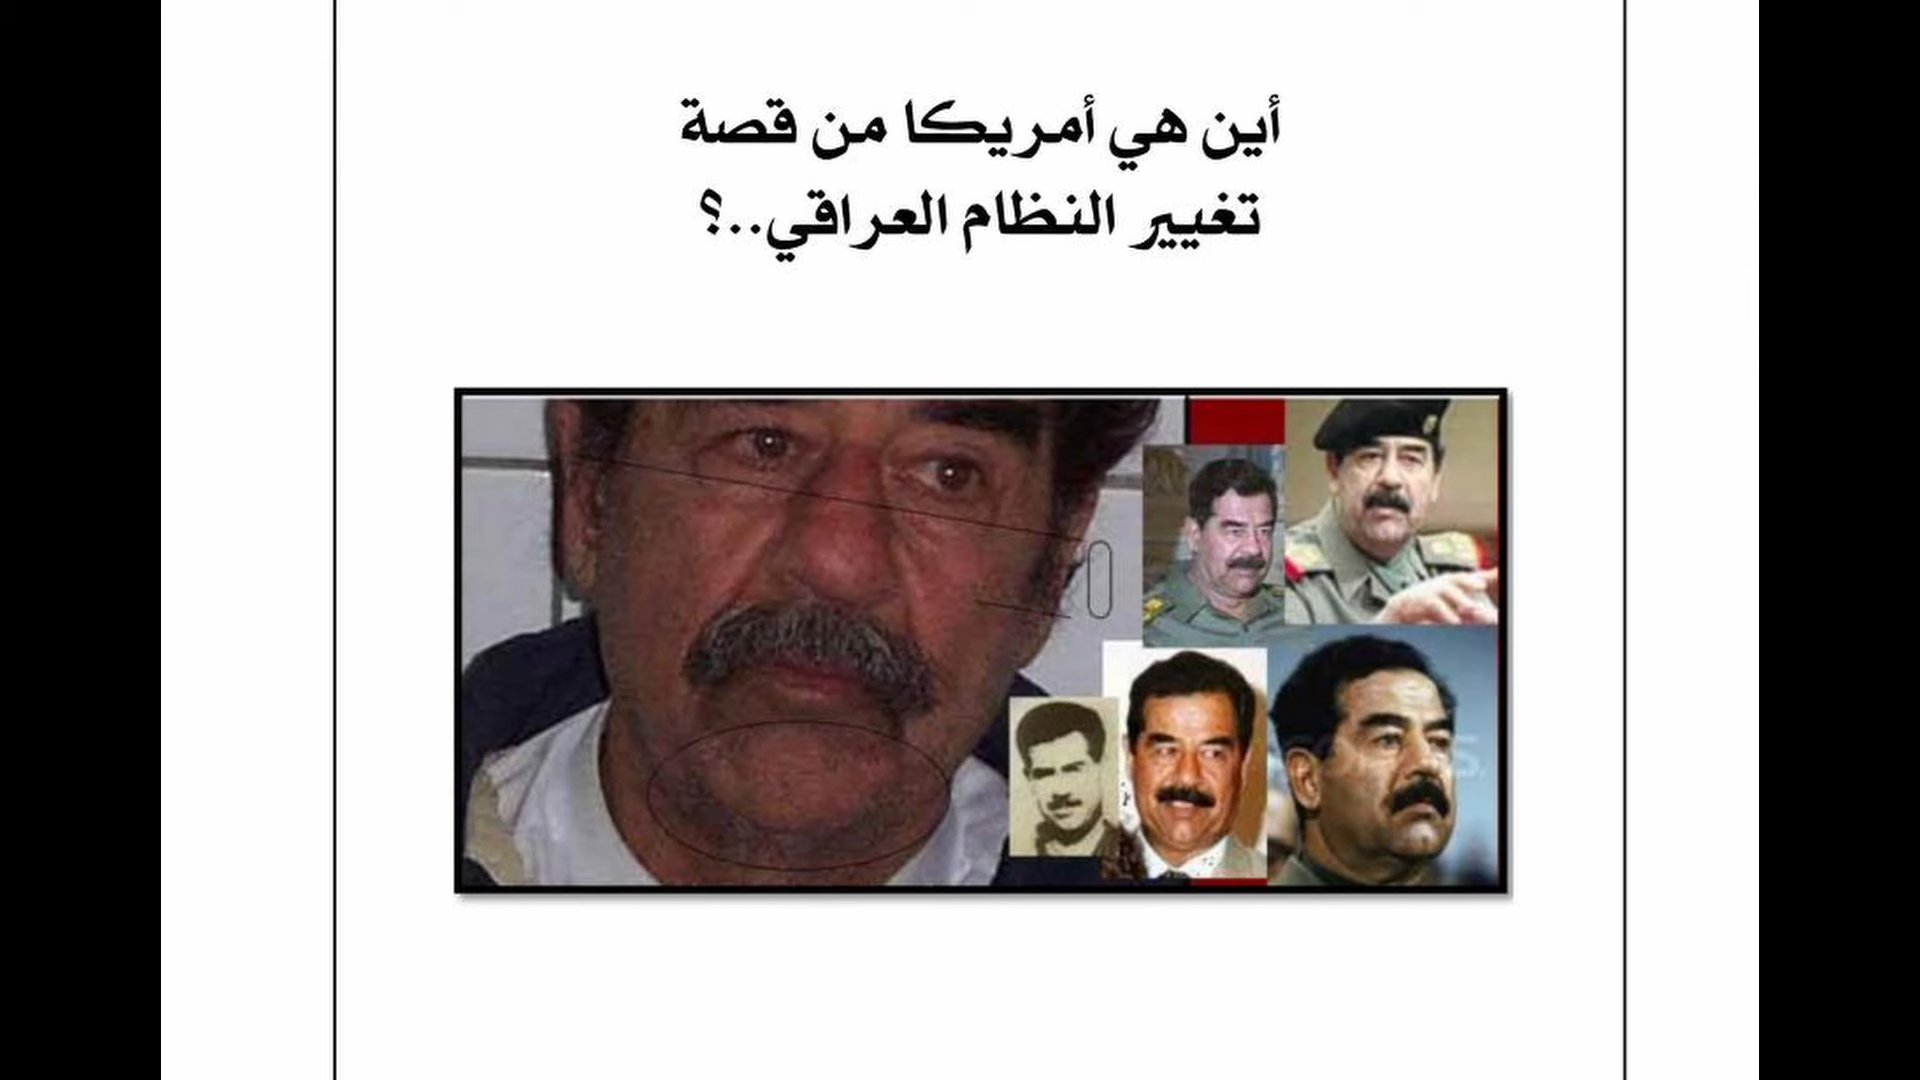 أين هي أمريكا من قصة
تغيير النظام العراقي..؟